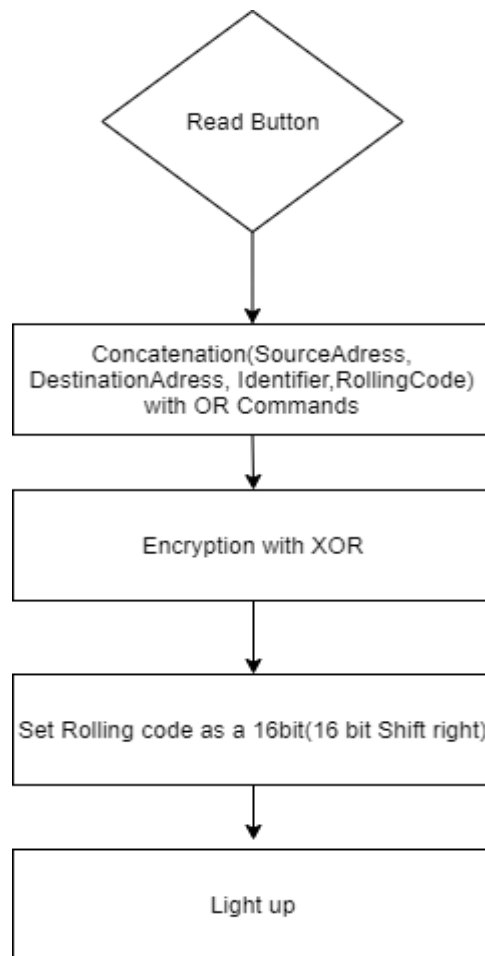 Read Button
Concatenation(SourceAdress,
DestinationAdress, Identifier,RollingCode)
with OR Commands
Encryption with XOR
Set Rolling code as a 16bit(16 bit Shift right)
Light up